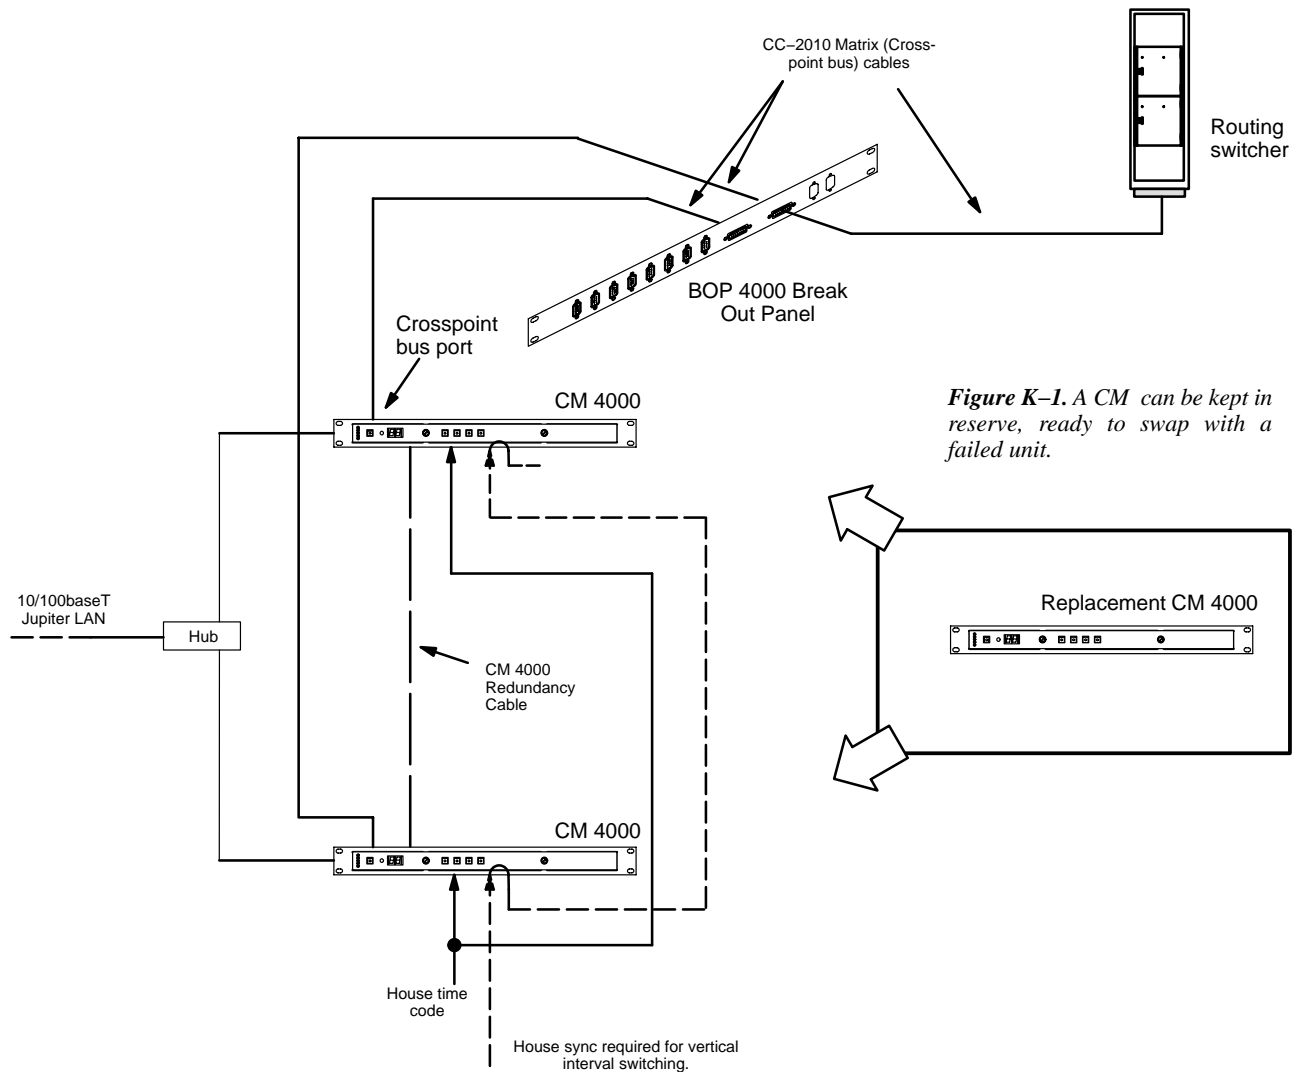 CC−2010 Matrix (Cross-
point bus) cables
Routing
switcher
BOP 4000 Break
Out Panel
Crosspoint
bus port
CM 4000
Figure K−1. A CM can be kept in
reserve, ready to swap with a
failed unit.
10/100baseT
Jupiter LAN
Hub
Replacement CM 4000
CM 4000
Redundancy
Cable
CM 4000
House time
code
House sync required for vertical
interval switching.